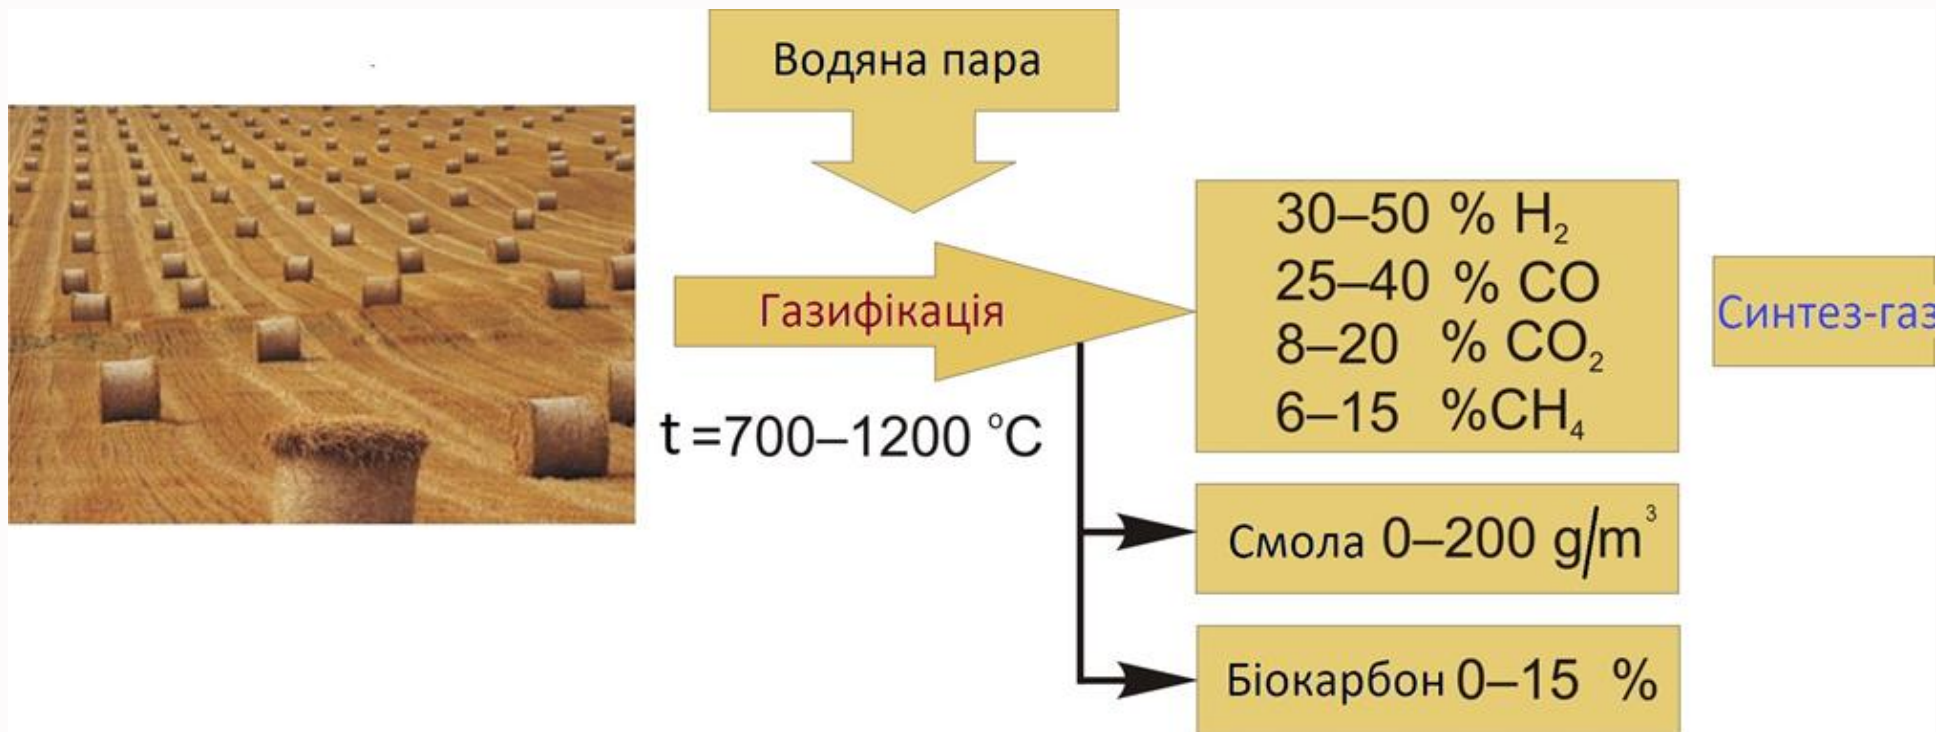 Водяна пара
Газифікація
t =700–1200 °C
30–50 % H₂
25–40 % CO
8–20 % CO₂
6–15 %CH₄
Синтез-газ
Смола 0–200 g/m³
Біокарбон 0–15 %